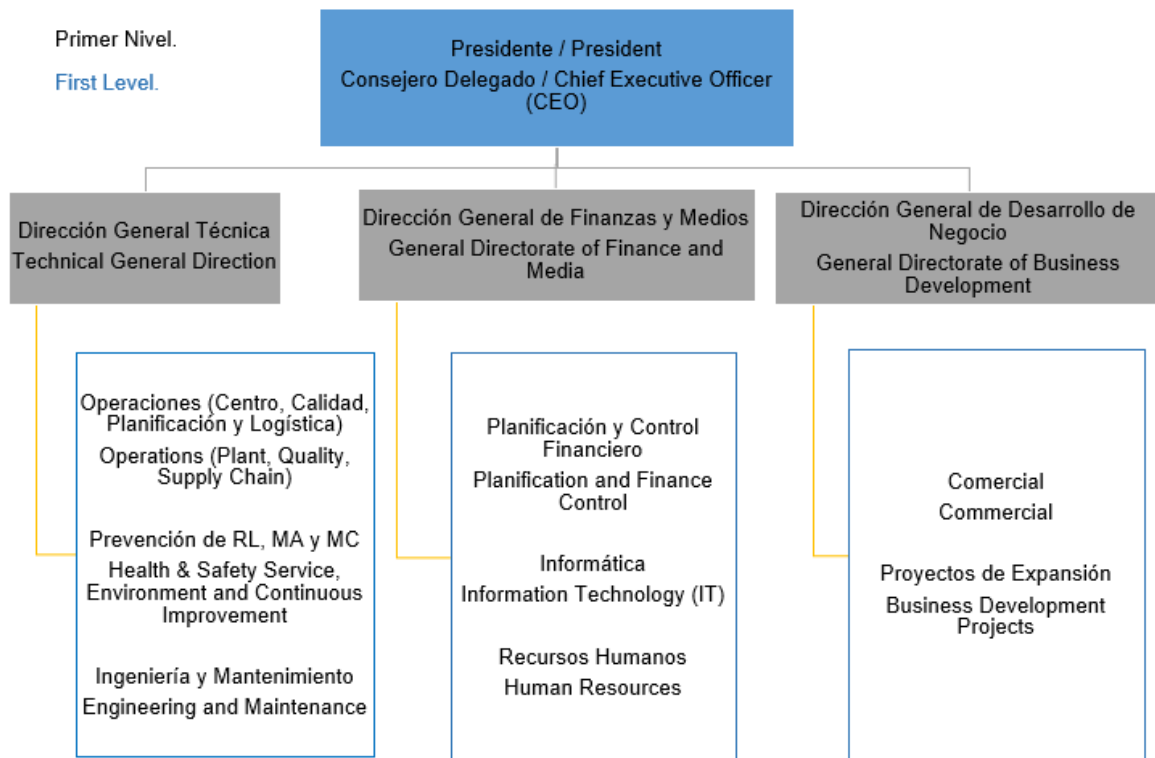 Primer Nivel.
First Level.
Presidente / President
Consejero Delegado / Chief Executive Officer
(CEO)
Dirección General Técnica
Technical General Direction
Dirección General de Finanzas y Medios
General Directorate of Finance and
Media
Dirección General de Desarrollo de
Negocio
General Directorate of Business
Development
Operaciones (Centro, Calidad,
Planificación y Logística)
Operations (Plant, Quality,
Supply Chain)
Prevención de RL, MA y MC
Health & Safety Service,
Environment and Continuous
Improvement
Ingeniería y Mantenimiento
Engineering and Maintenance
Planificación y Control
Financiero
Planification and Finance
Control
Informática
Information Technology (IT)
Recursos Humanos
Human Resources
Comercial
Commercial
Proyectos de Expansión
Business Development
Projects